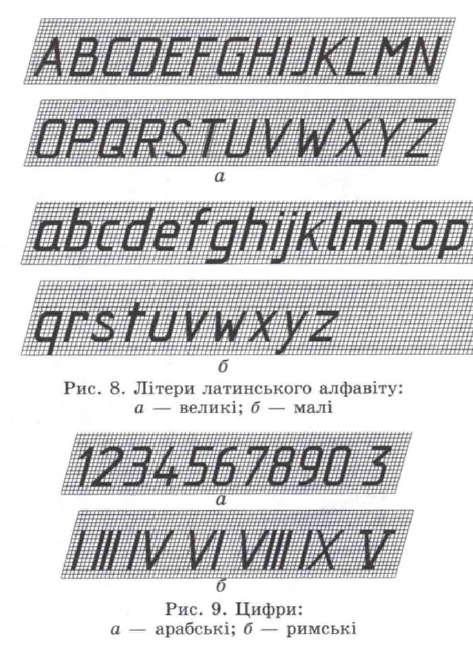 ABCDEFGHIJKLMN
OPQRSTUVWXYZ
а
abcdefghijklmnop
qrstuvwxyz
б
Рис. 8. Літери латинського алфавіту:
а — великі; б — малі
1234567890 3
а
I III IV VI VIII IX V
б
Рис. 9. Цифри:
а — арабські; б — римські